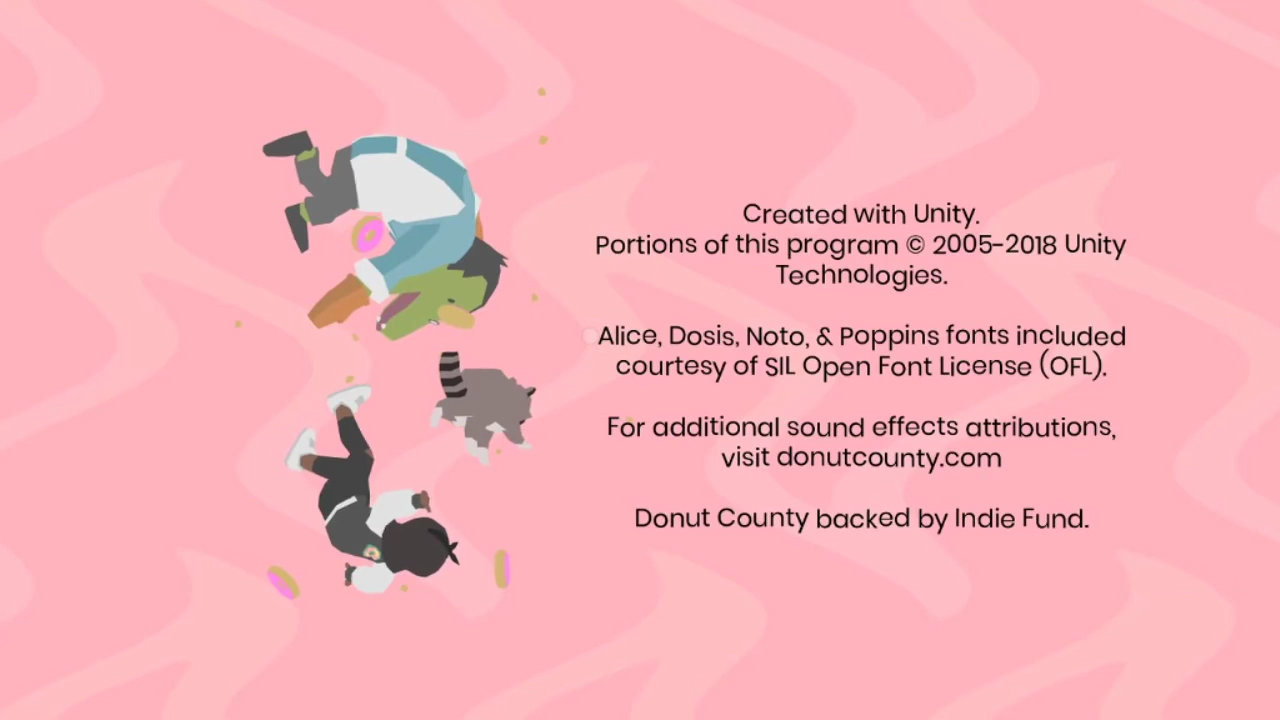 Created with Unity.
Portions of this program © 2005-2018 Unity
Technologies.
Alice, Dosis, Noto, & Poppins fonts included
courtesy of SIL Open Font License (OFL).
For additional sound effects attributions,
visit donutcounty.com
Donut County backed by Indie Fund.